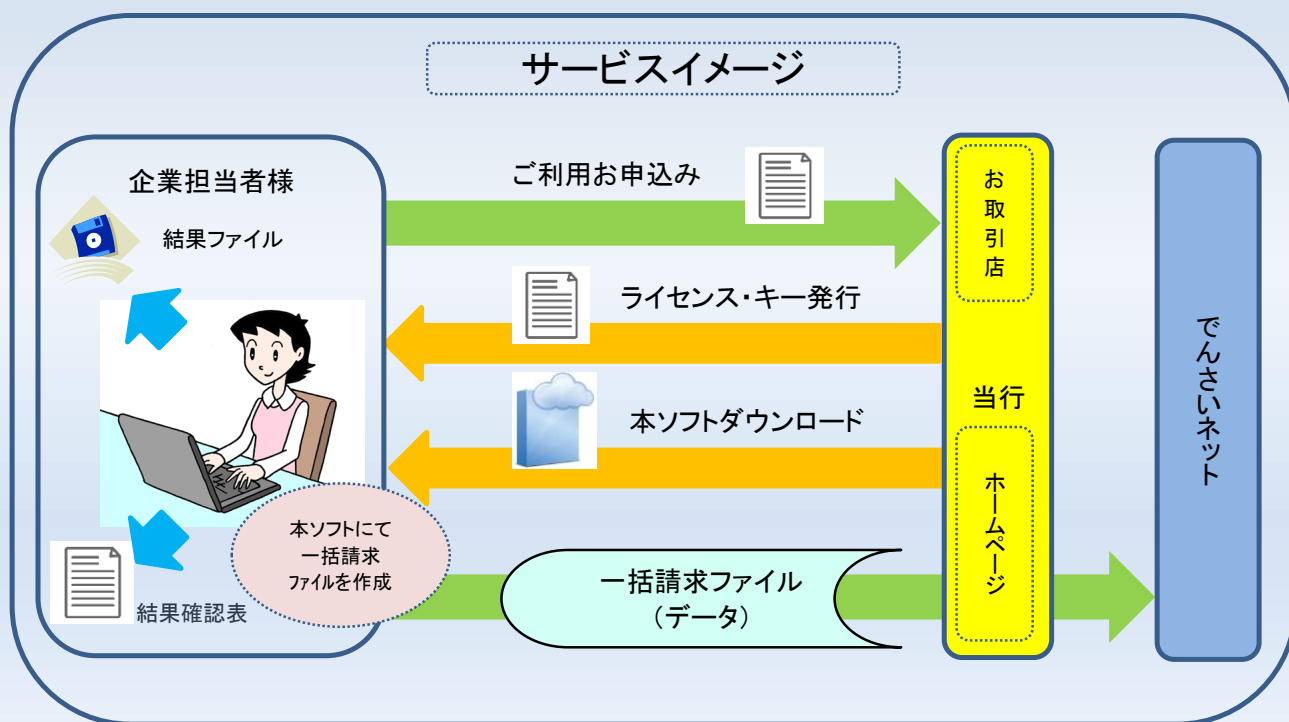 サービスイメージ
企業担当者様
結果ファイル
ご利用お申込み
ライセンス・キー発行
本ソフトダウンロード
本ソフトにて
一括請求
ファイルを作成
結果確認表
一括請求ファイル
（データ）
お取引店
当行
ホームページ
でんさいネット